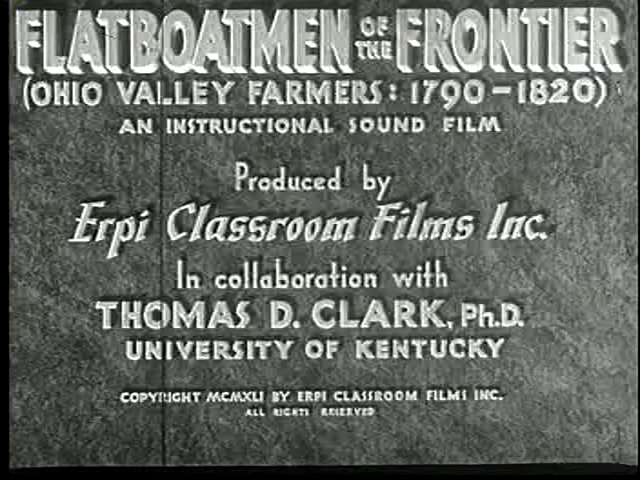 FLATBOATMEN OF THE FRONTIER
(OHIO VALLEY FARMERS: 1790-1820)
AN INSTRUCTIONAL SOUND FILM
Produced by
Erpi Classroom Films Inc.
In collaboration with
THOMAS D. CLARK, Ph.D.
UNIVERSITY OF KENTUCKY
COPYRIGHT MCMXLI BY ERPI CLASSROOM FILMS INC.
ALL RIGHTS RESERVED